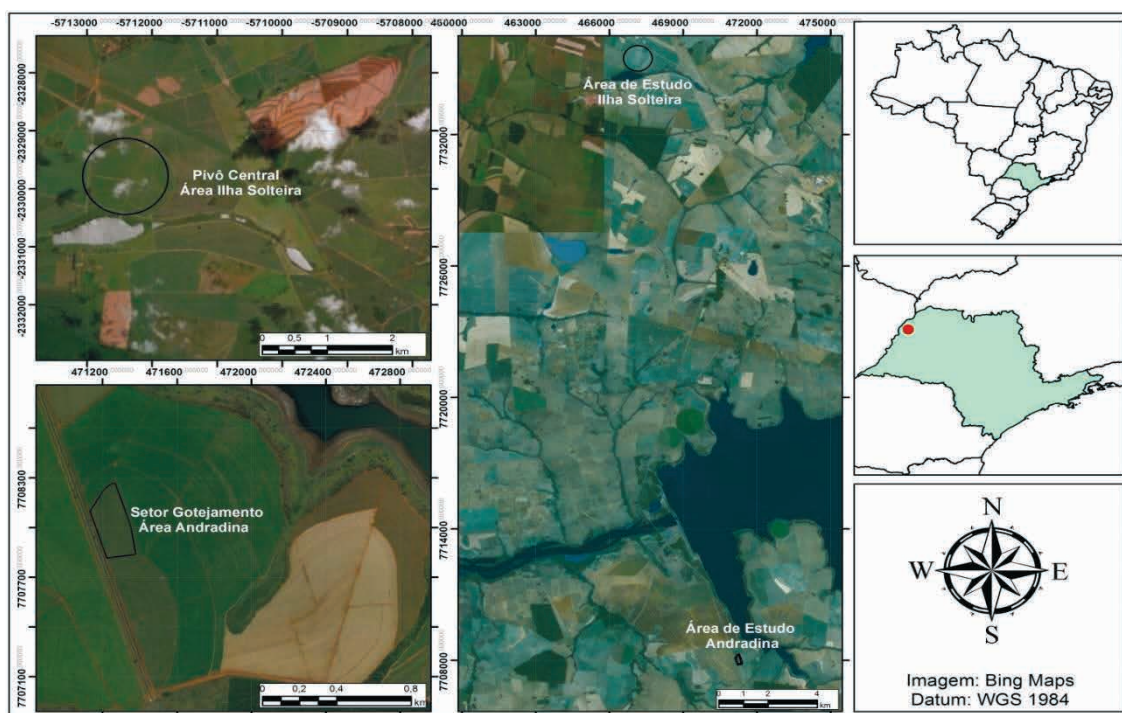 -5713000 -5712000 -5711000 -5710000 -5709000 -5708000
-2328000
-2329000
-2330000
-2331000
-2332000
Pivô Central
Área Ilha Solteira
0 0,5 1 2
km
471200 471600 472000 472400 472800
7708300
7707700
7707100
Setor Gotejamento
Área Andradina
0 0,2 0,4 0,8
km
460000 463000 466000 469000 472000 475000
7732000
7726000
7720000
7714000
7708000
Área de Estudo
Ilha Solteira
Área de Estudo
Andradina
0 1 2 4
km
N
W E
S
Imagem: Bing Maps
Datum: WGS 1984